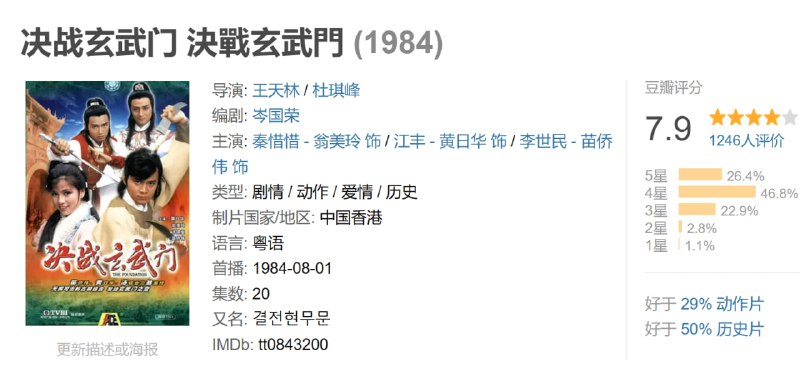 决战玄武门 決戰玄武門 (1984)
导演: 王天林 / 杜琪峰
编剧: 岑国荣
主演: 秦惜惜 - 翁美玲 饰 / 江丰 - 黄日华 饰 / 李世民 - 苗侨
伟 饰
类型: 剧情 / 动作 / 爱情 / 历史
制片国家/地区: 中国香港
语言: 粤语
首播: 1984-08-01
集数: 20
又名: 결전현무문
IMDb: tt0843200
决战玄武门
THE FOUNDATION
TVBI
更新描述或海报
豆瓣评分
7.9
1246人评价
5星 26.4%
4星 46.8%
3星 22.9%
2星 2.8%
1星 1.1%
好于 29% 动作片
好于 50% 历史片